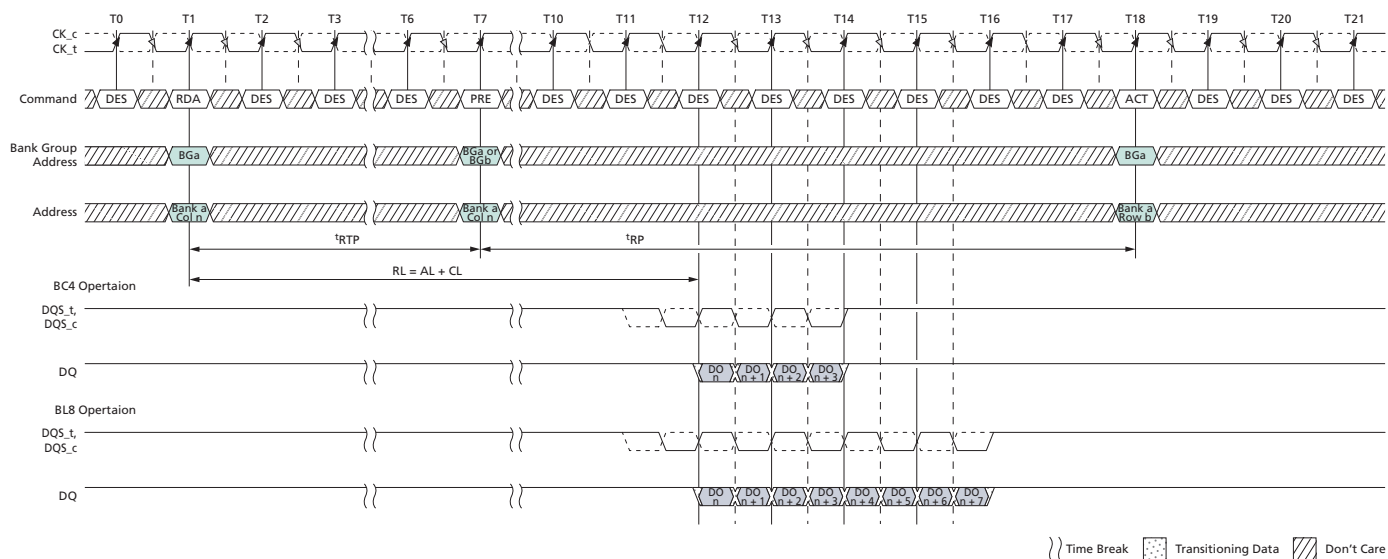 T0 T1 T2 T3 T6 T7 T10 T11 T12 T13 T14 T15 T16 T17 T18 T19 T20 T21
CK_c
CK_t
Command DES RDA DES DES DES PRE DES DES DES DES DES DES DES DES ACT DES DES DES
Bank Group
Address
BGa
BGa or
BGb
BGa
Address
Bank a
Col n
Bank a
Col n
Bank a
Row b
tRTP tRP
RL = AL + CL
BC4 Opertaion
DQS_t,
DQS_c
DQ
DO
n
DO
n + 1
DO
n + 2
DO
n + 3
BL8 Opertaion
DQS_t,
DQS_c
DQ
DO
n
DO
n + 1
DO
n + 2
DO
n + 3
DO
n + 4
DO
n + 5
DO
n + 6
DO
n + 7
Time Break Transitioning Data Don't Care